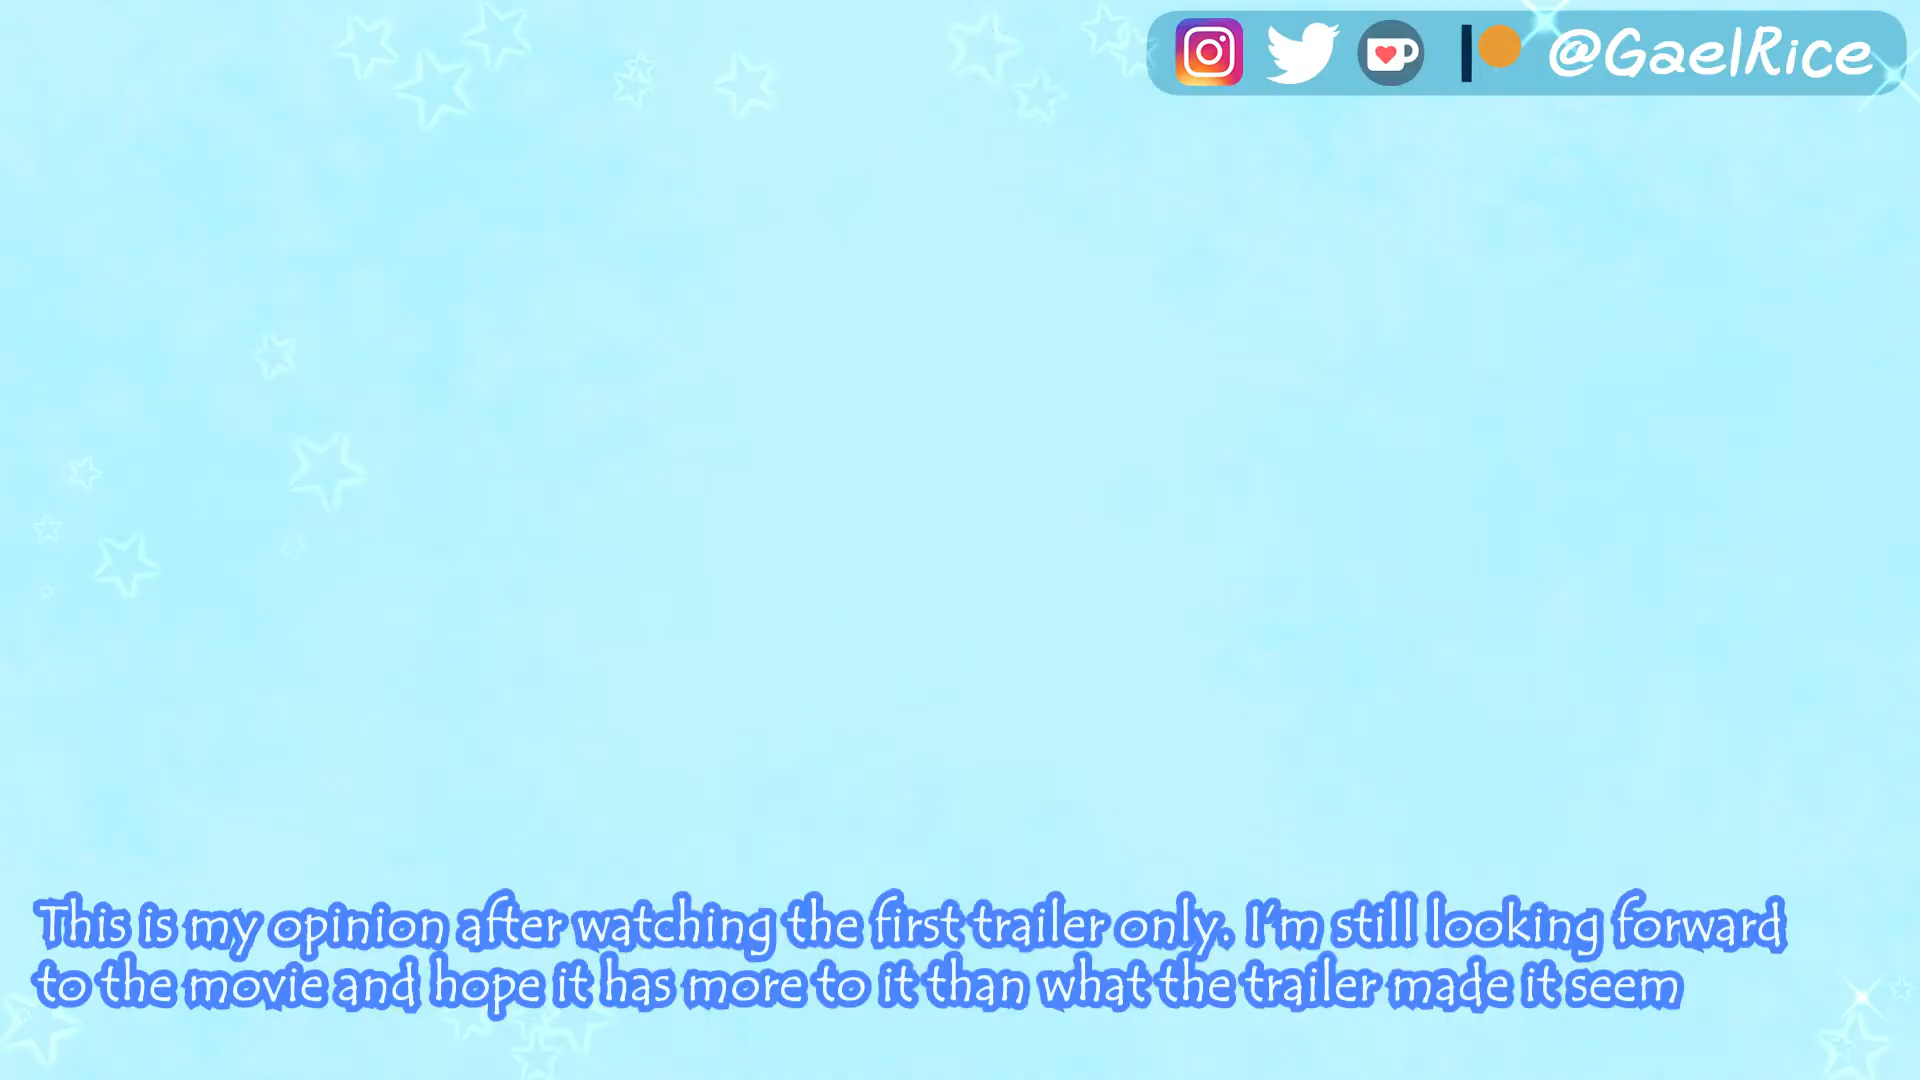 @GaelRice
This is my opinion after watching the first trailer only. I'm still looking forward
to the movie and hope it has more to it than what the trailer made it seem